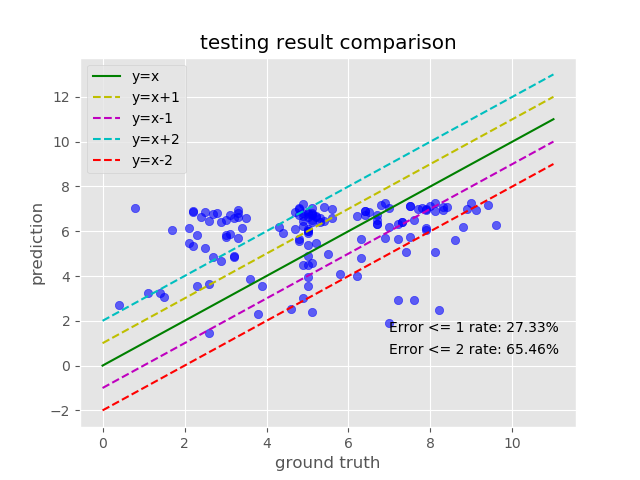 testing result comparison
y=x
y=x+1
y=x-1
y=x+2
y=x-2
12
10
8
6
4
2
0
−2
prediction
Error <= 1 rate: 27.33%
Error <= 2 rate: 65.46%
0 2 4 6 8 10
ground truth